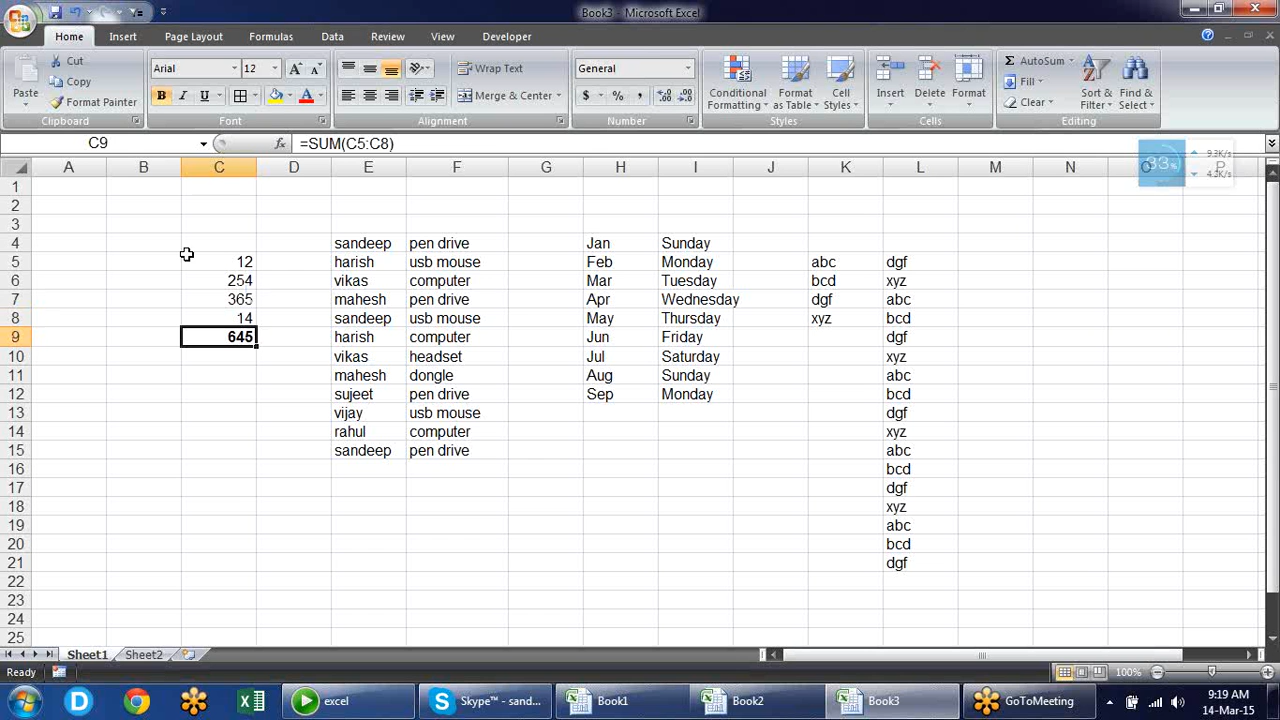 Book3 - Microsoft Excel
Home Insert Page Layout Formulas Data Review View Developer
Cut
Copy
Format Painter
Paste
Clipboard
Arial 12
B I U
Font
Wrap Text
Merge & Center
Alignment
General
$ % ,
Number
Conditional Formatting
Format as Table
Cell Styles
Styles
Insert Delete Format
Cells
AutoSum
Fill
Clear
Sort & Filter
Find & Select
Editing
C9 fx =SUM(C5:C8)
33% 9.3K/s
4.3K/s
A B C D E F G H I J K L M N O P
1
2
3
4 sandeep pen drive Jan Sunday
5 12 harish usb mouse Feb Monday abc dgf
6 254 vikas computer Mar Tuesday bcd xyz
7 365 mahesh pen drive Apr Wednesday dgf abc
8 14 sandeep usb mouse May Thursday xyz bcd
9 645 harish computer Jun Friday dgf
10 vikas headset Jul Saturday xyz
11 mahesh dongle Aug Sunday abc
12 sujeet pen drive Sep Monday bcd
13 vijay usb mouse dgf
14 rahul computer xyz
15 sandeep pen drive abc
16 bcd
17 dgf
18 xyz
19 abc
20 bcd
21 dgf
22
23
24
25
Sheet1 Sheet2
Ready 100%
excel Skype™ - sand... Book1 Book2 Book3 GoToMeeting
9:19 AM
14-Mar-15